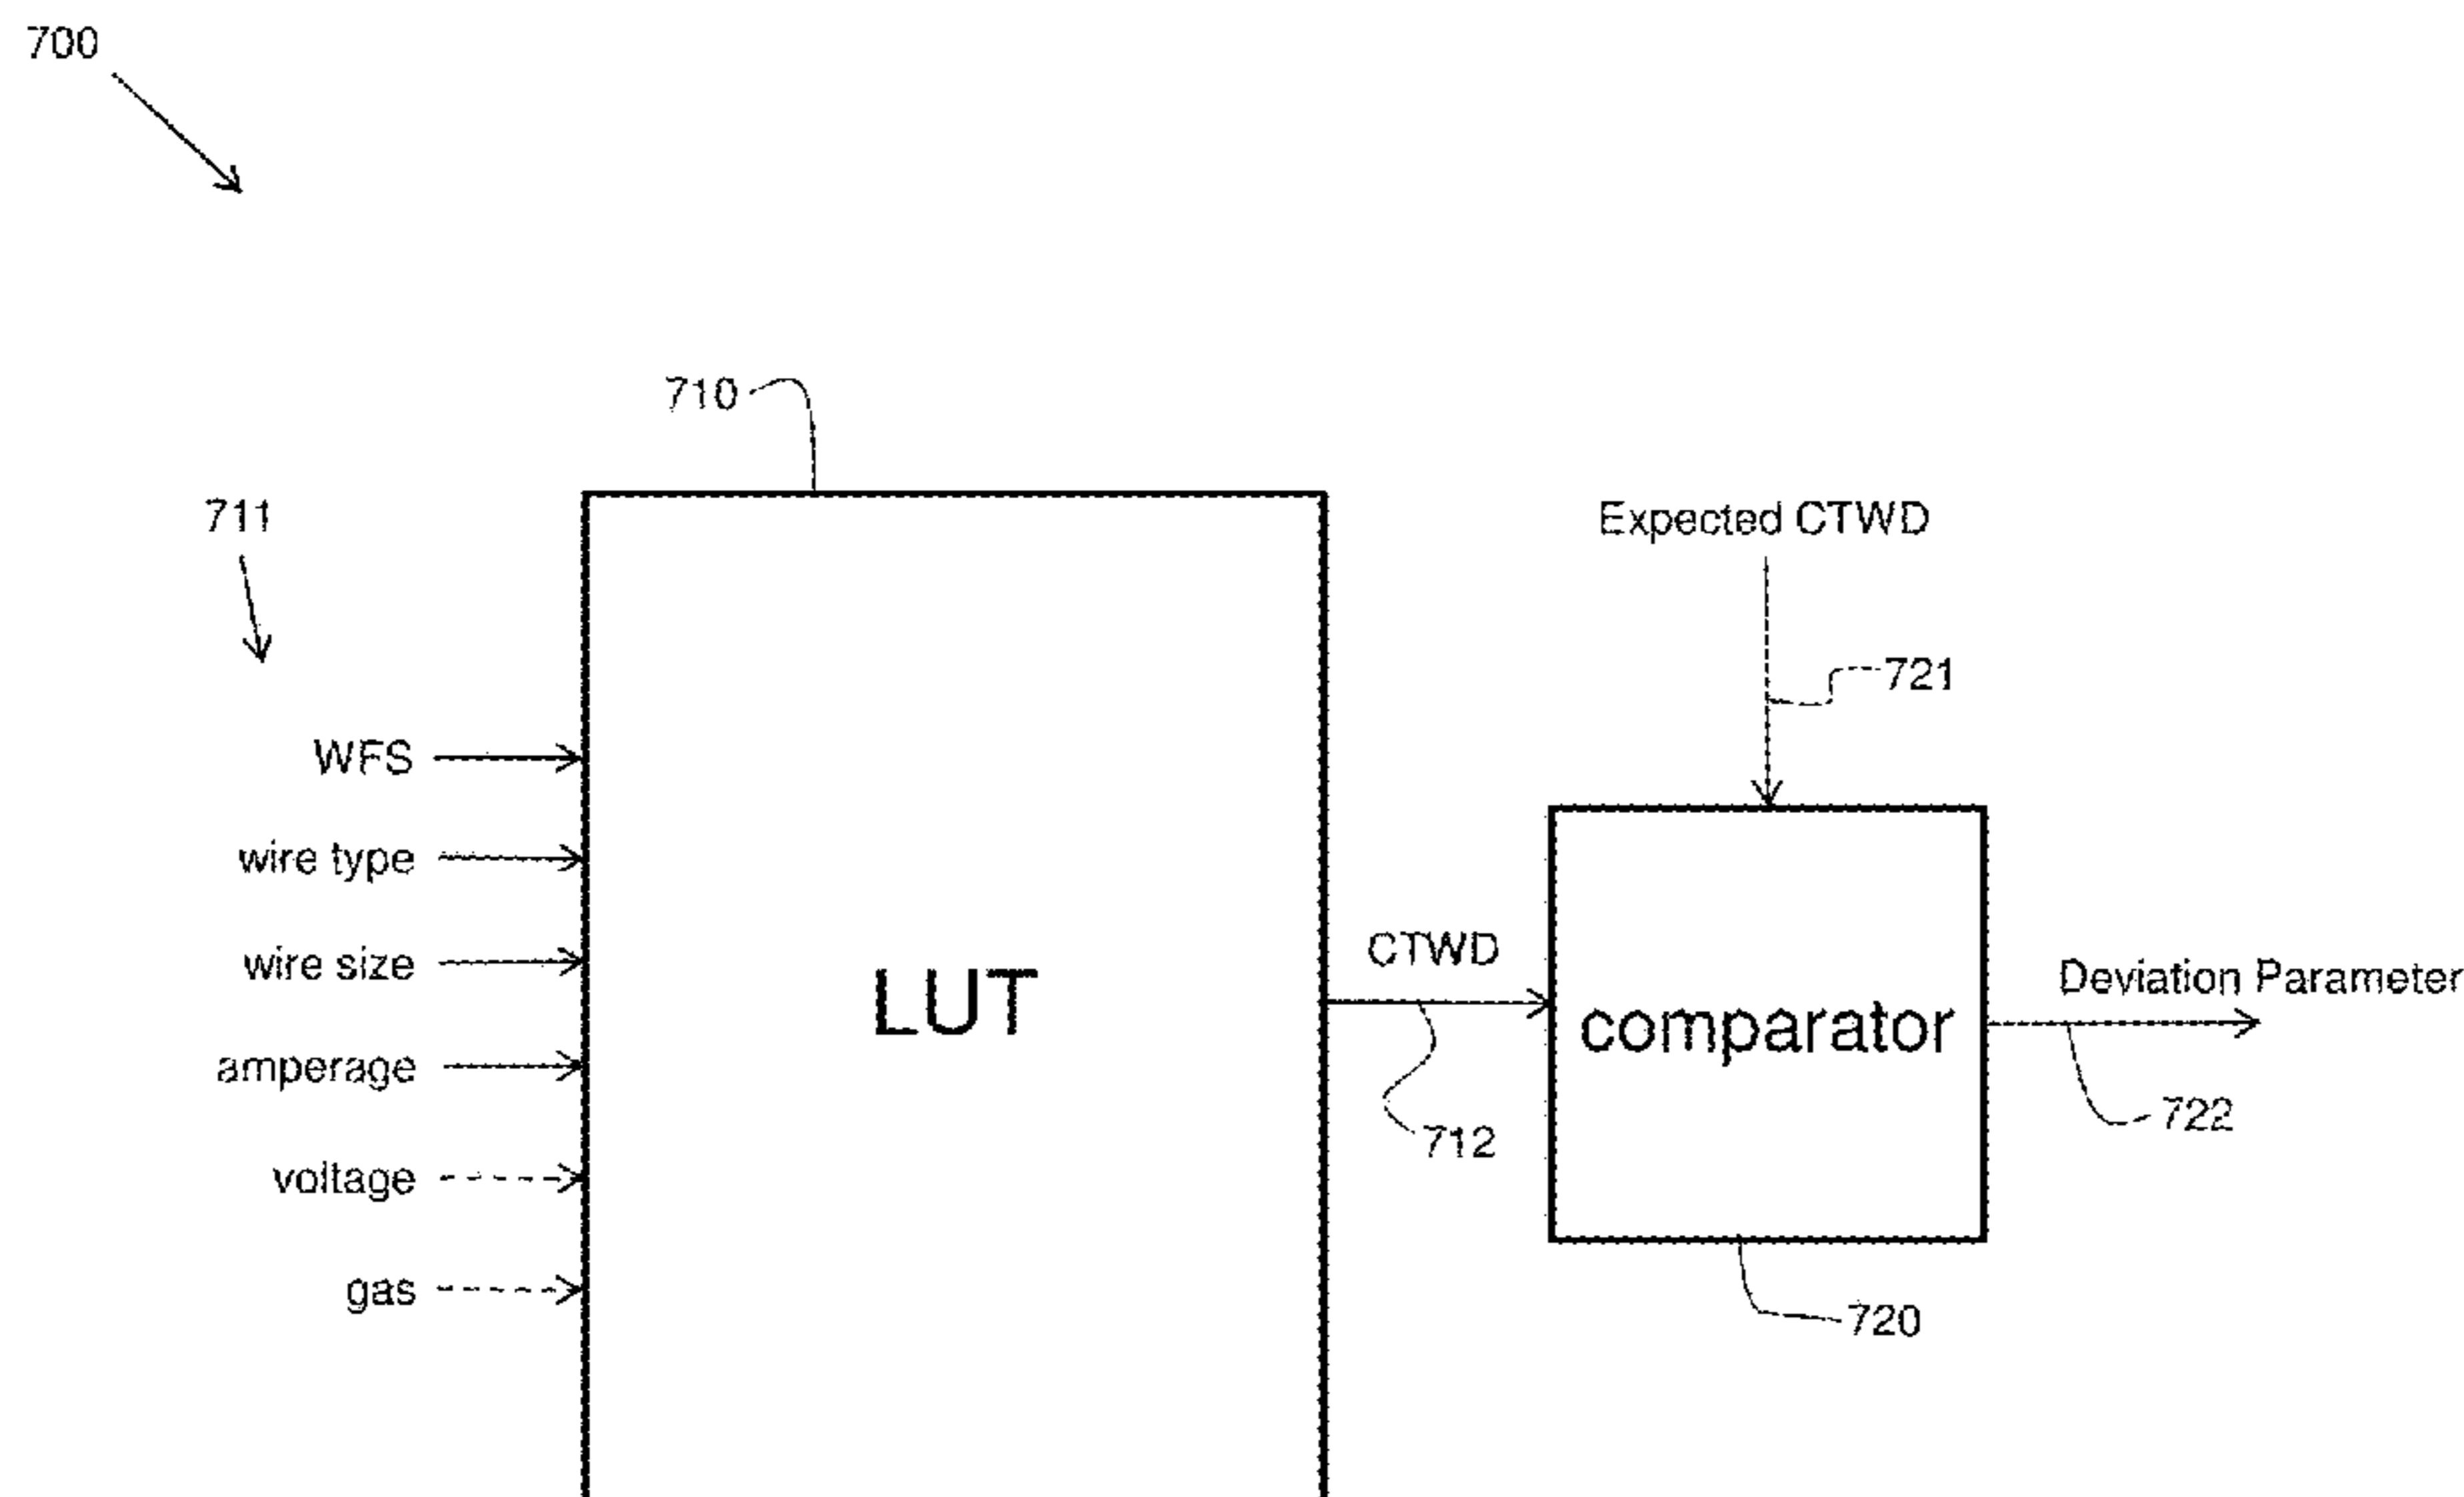 700
710
711
Expected CTWD
721
WFS
wire type
wire size
amperage
voltage
gas
LUT
CTWD
712
comparator
Deviation Parameter
722
720